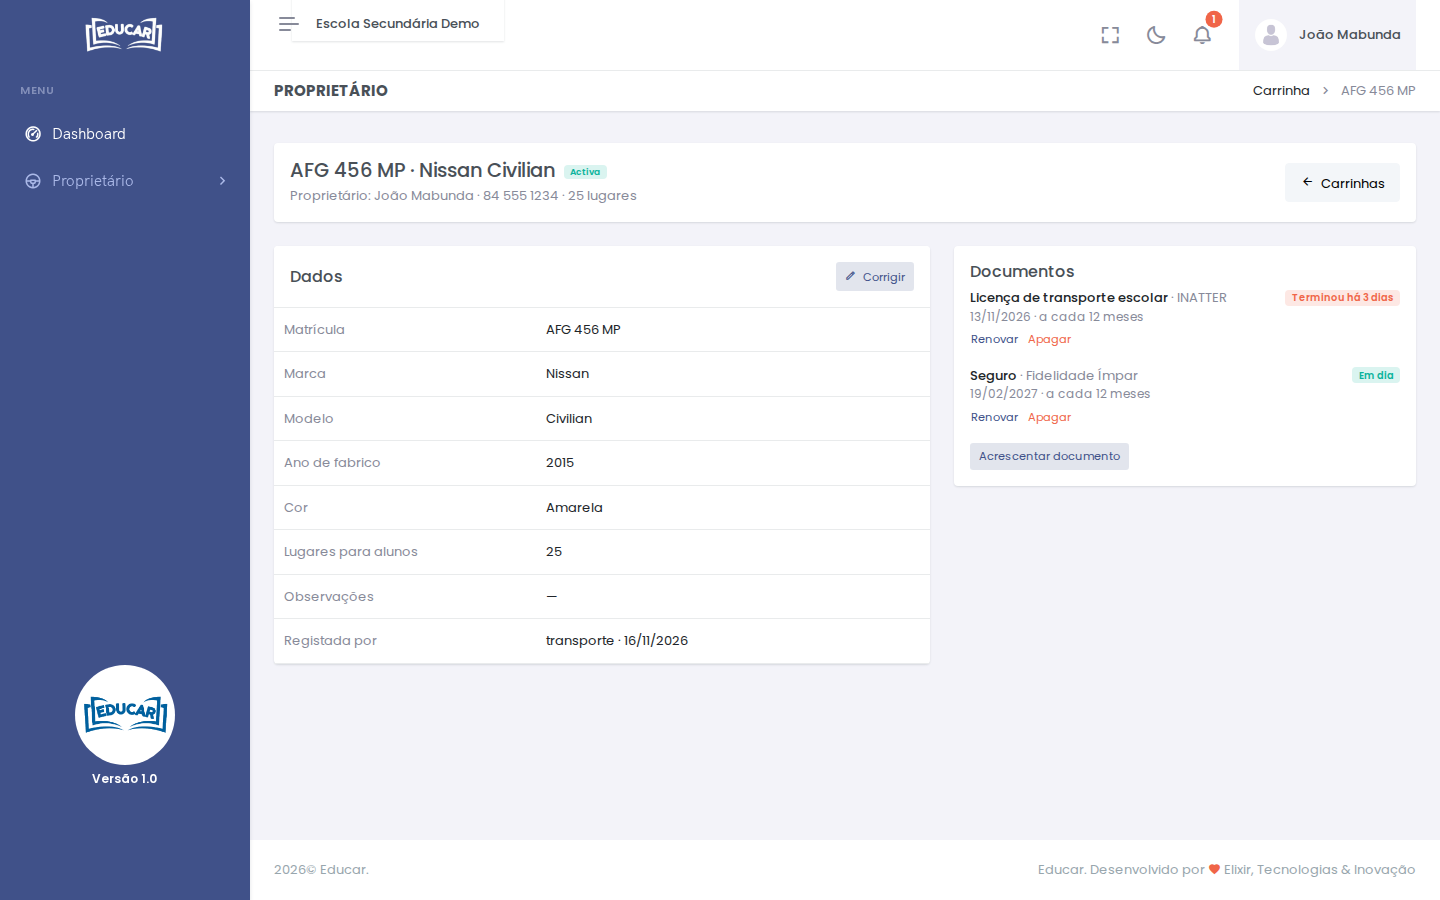 EDUCAR
Escola Secundária Demo
1
João Mabunda
MENU
Dashboard
Proprietário
PROPRIETÁRIO
Carrinha
AFG 456 MP
AFG 456 MP · Nissan Civilian
Activa
Proprietário: João Mabunda · 84 555 1234 · 25 lugares
Carrinhas
Dados
Corrigir
Matrícula
AFG 456 MP
Marca
Nissan
Modelo
Civilian
Ano de fabrico
2015
Cor
Amarela
Lugares para alunos
25
Observações
—
Registada por
transporte · 16/11/2026
Documentos
Licença de transporte escolar · INATTER
Terminou há 3 dias
13/11/2026 · a cada 12 meses
Renovar Apagar
Seguro · Fidelidade Ímpar
Em dia
19/02/2027 · a cada 12 meses
Renovar Apagar
Acrescentar documento
EDUCAR
Versão 1.0
2026© Educar.
Educar. Desenvolvido por Elixir, Tecnologias & Inovação